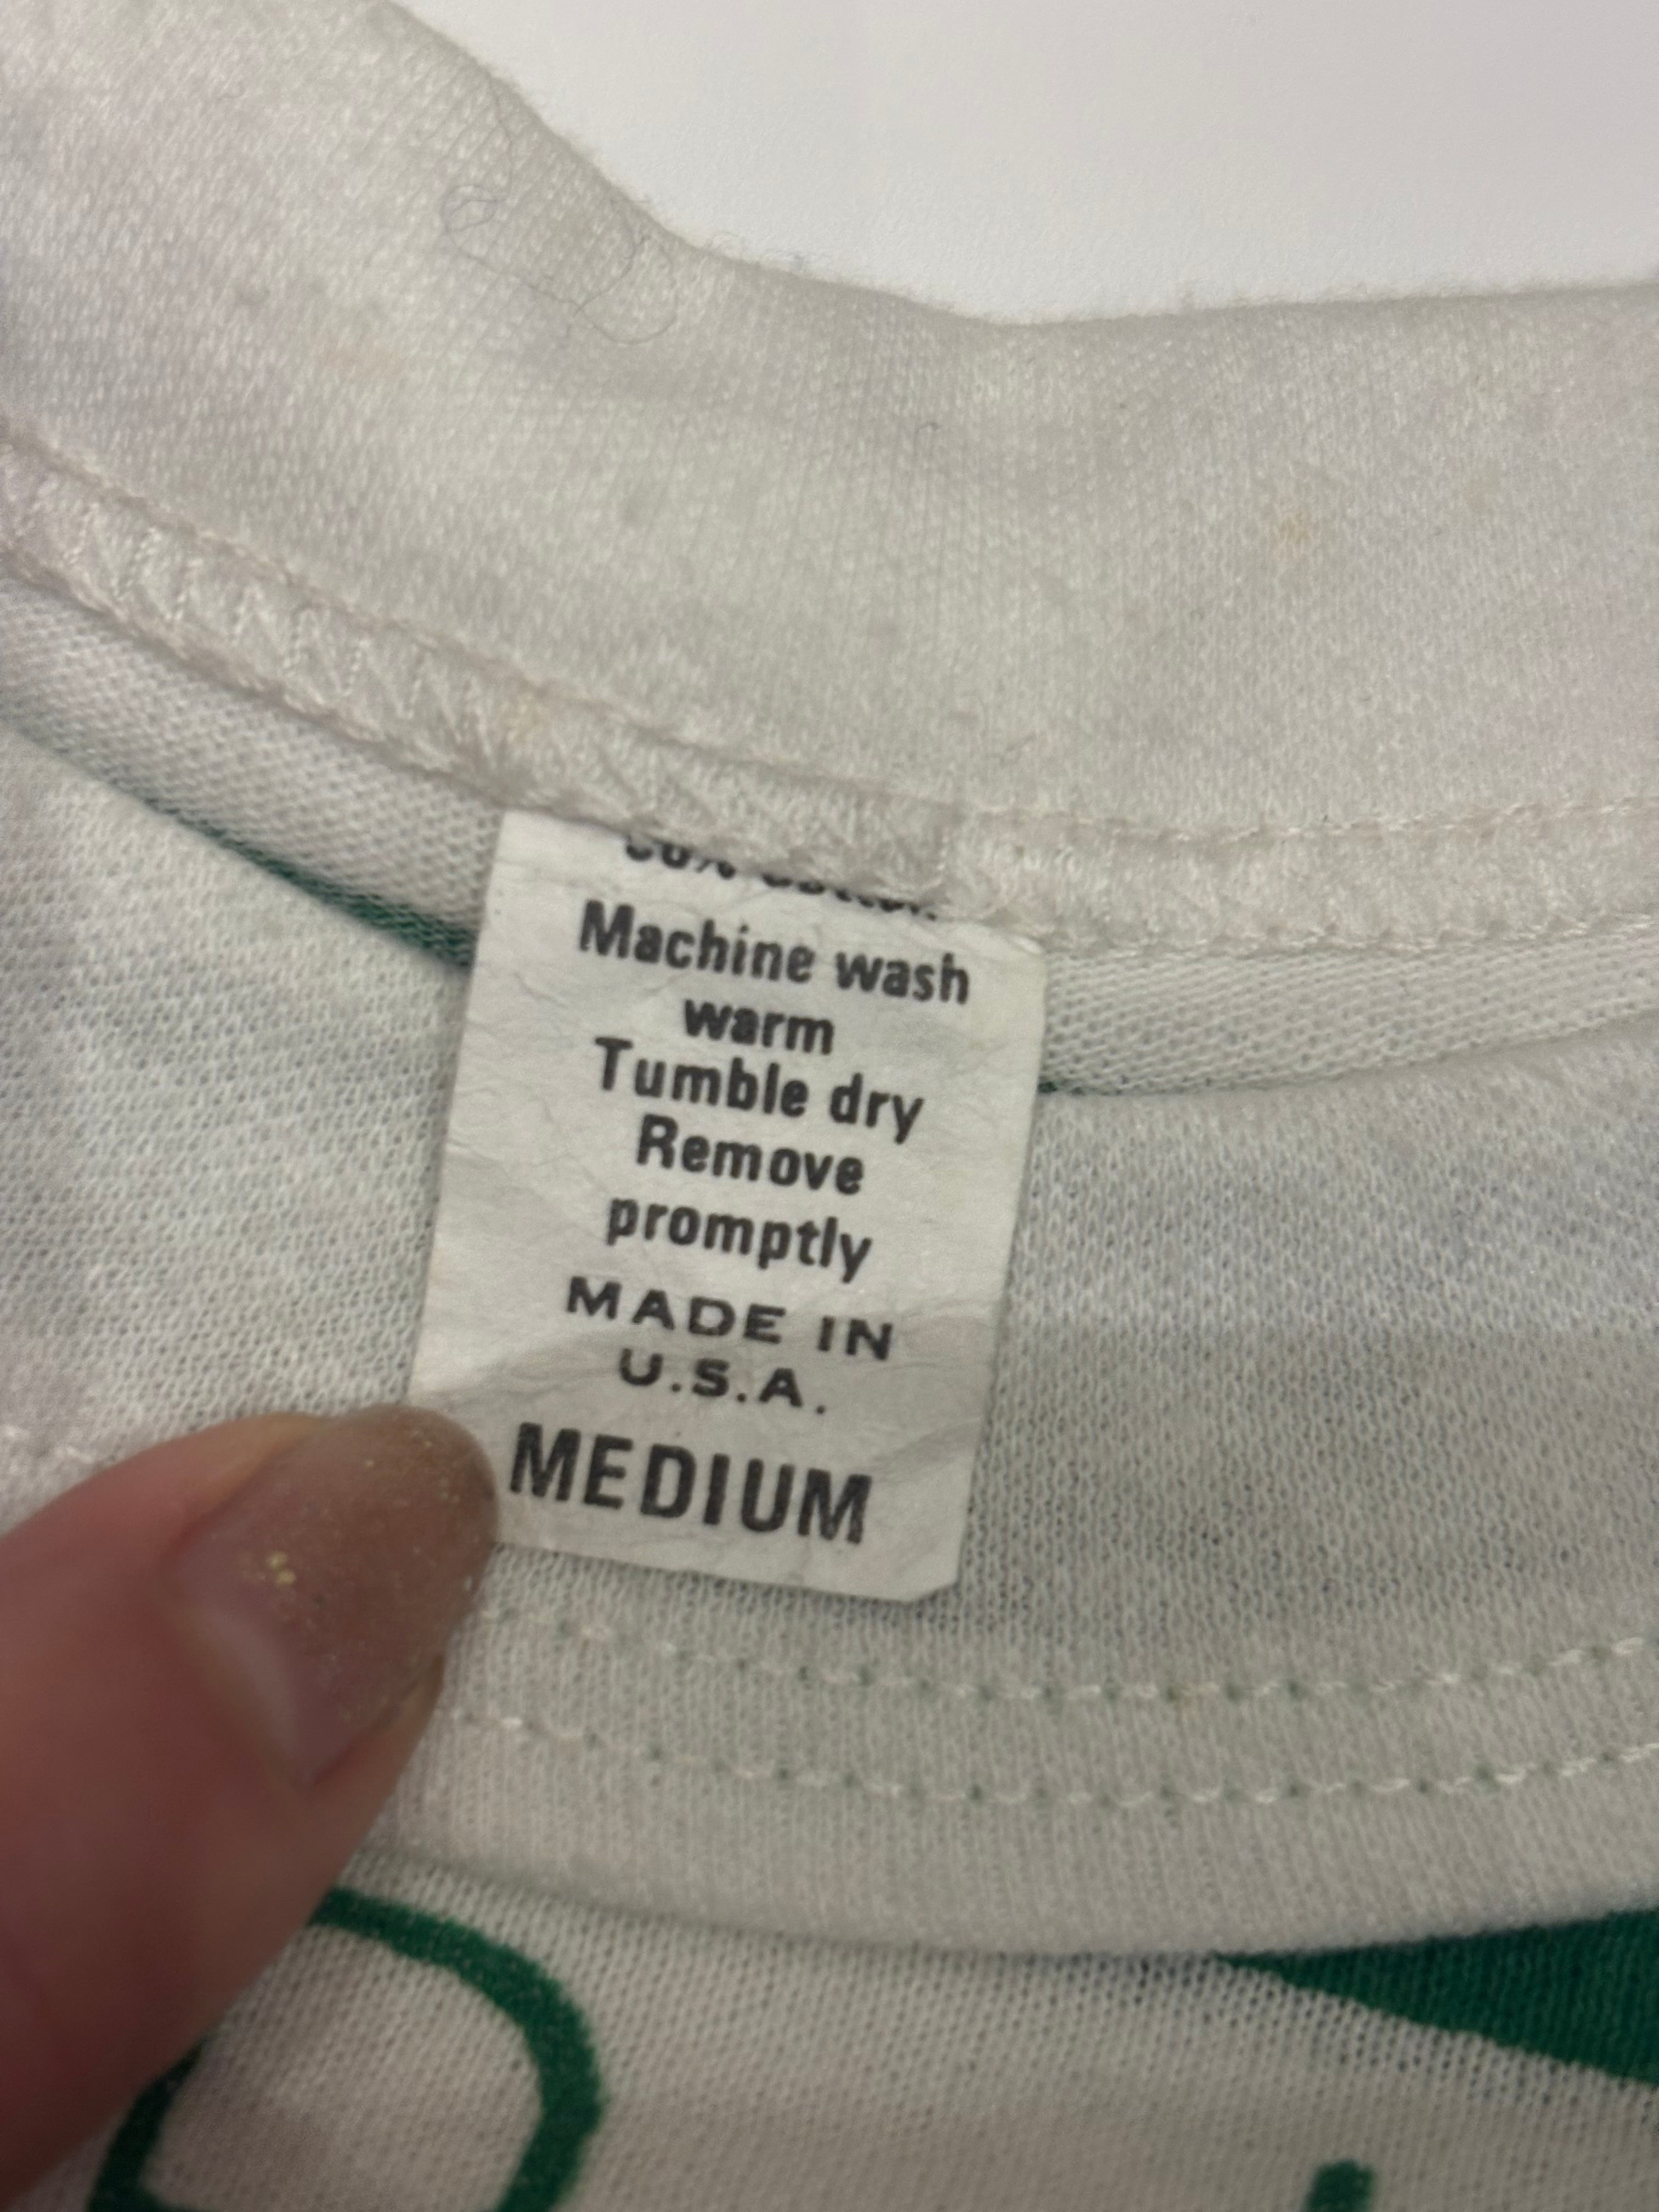 Machine wash
warm
Tumble dry
Remove
promptly
MADE IN
U.S.A.
MEDIUM